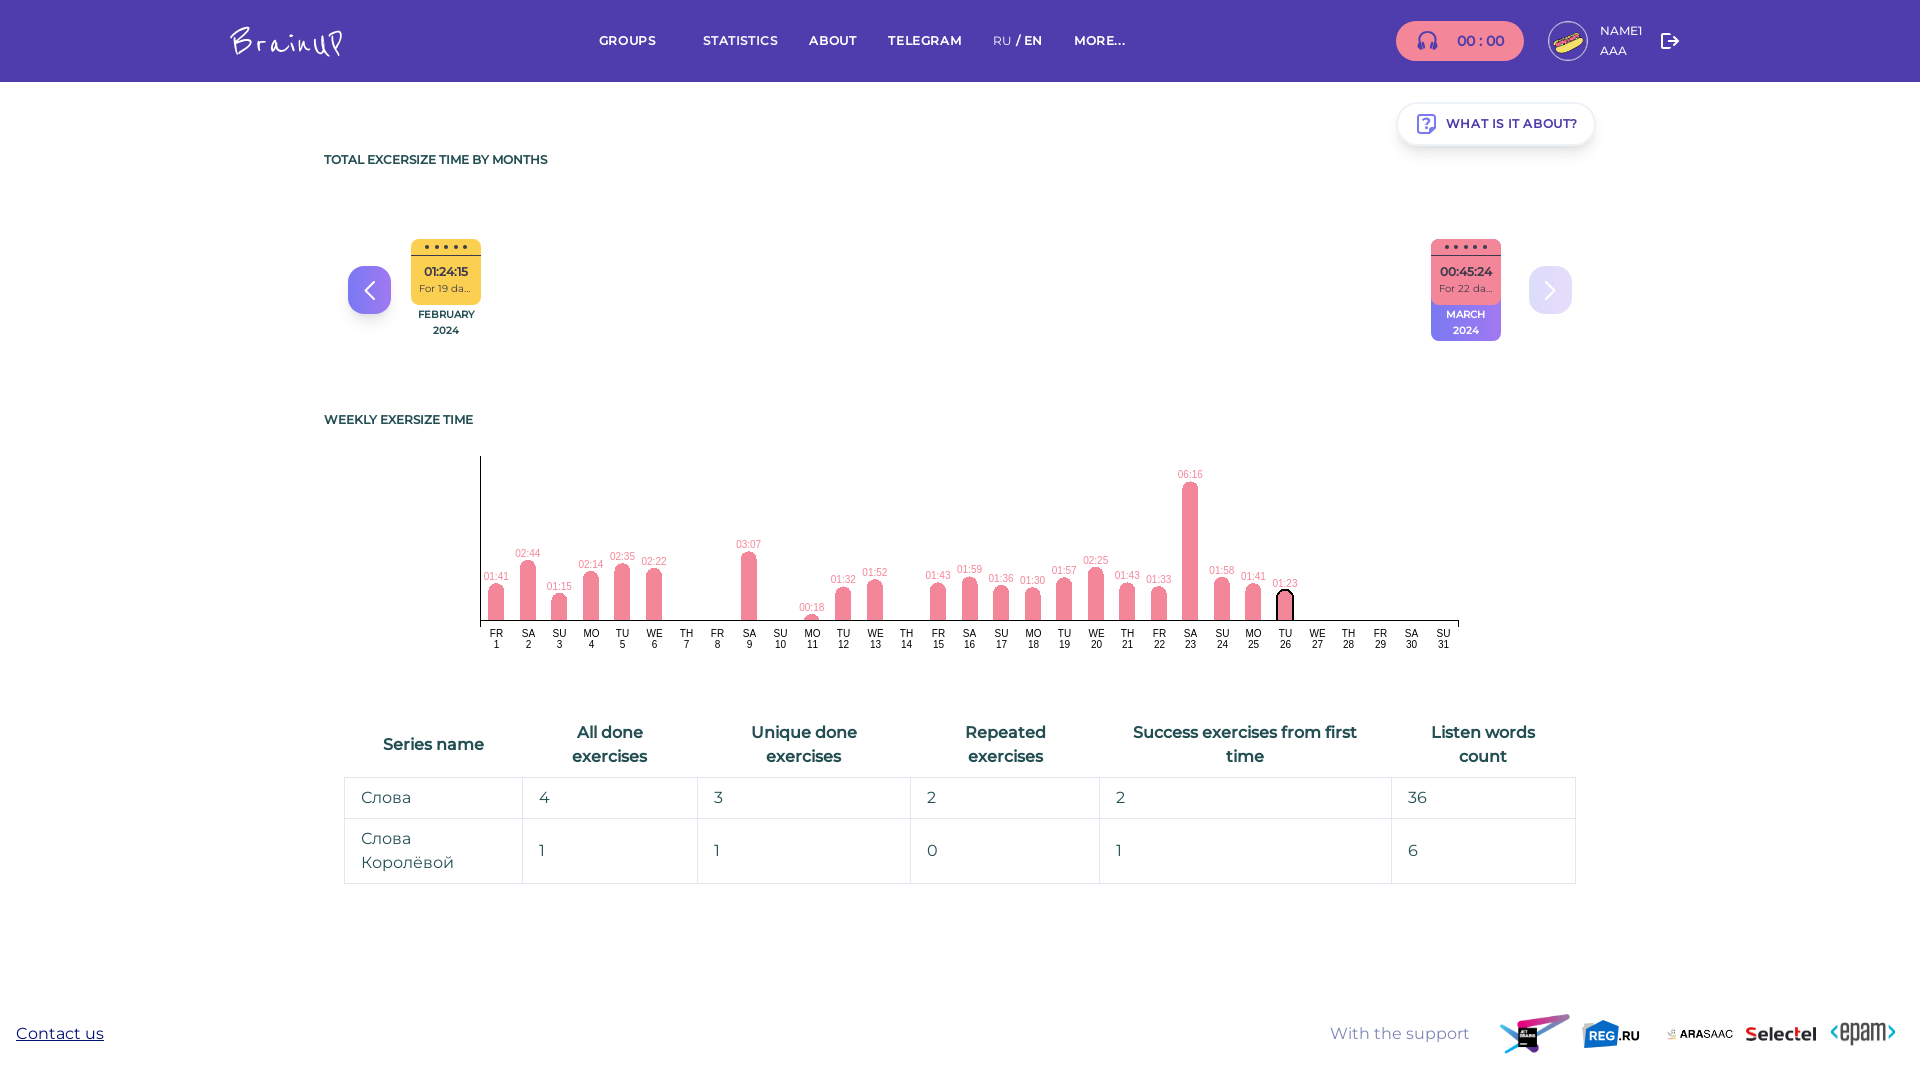 BrainUP
GROUPS
STATISTICS
ABOUT
TELEGRAM
RU / EN
MORE...
00 : 00
NAME1
AAA
WHAT IS IT ABOUT?
TOTAL EXCERSIZE TIME BY MONTHS
01:24:15
For 19 da...
FEBRUARY
2024
00:45:24
For 22 da...
MARCH
2024
WEEKLY EXERSIZE TIME
01:41 02:44 01:15 02:14 02:35 02:22 03:07 00:18 01:32 01:52 01:43 01:59 01:36 01:30 01:57 02:25 01:43 01:33 06:16 01:58 01:41 01:23
FR SA SU MO TU WE TH FR SA SU MO TU WE TH FR SA SU MO TU WE TH FR SA SU MO TU WE TH FR SA SU
1 2 3 4 5 6 7 8 9 10 11 12 13 14 15 16 17 18 19 20 21 22 23 24 25 26 27 28 29 30 31
Series name
All done
exercises
Unique done
exercises
Repeated
exercises
Success exercises from first
time
Listen words
count
Слова 4 3 2 2 36
Слова
Королёвой
1 1 0 1 6
Contact us
With the support
JET
BRAINS
REG.RU
ARASAAC
Selectel
<epam>